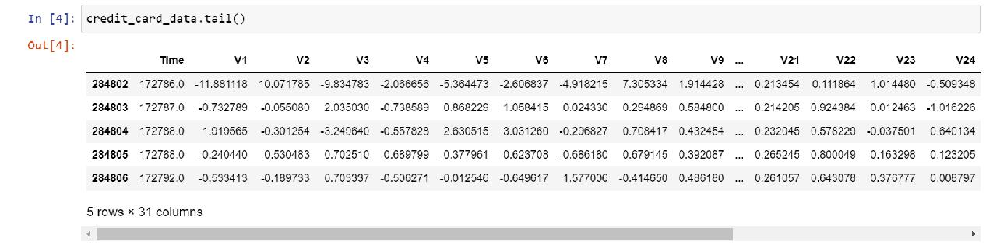 In [4]: credit_card_data.tail()
Out[4]:
Time V1 V2 V3 V4 V5 V6 V7 V8 V9 ... V21 V22 V23 V24
284802 172786.0 -11.881118 10.071785 -9.834783 -2.066656 -5.364473 -2.606837 -4.918215 7.305334 1.914428 ... 0.213454 0.111864 1.014480 -0.509348
284803 172787.0 -0.732789 -0.055080 2.035030 -0.738589 0.868229 1.058415 0.024330 0.294869 0.584800 ... 0.214205 0.924384 0.012463 -1.016226
284804 172788.0 1.919565 -0.301254 -3.249640 -0.557828 2.630515 3.031260 -0.296827 0.708417 0.432454 ... 0.232045 0.578229 -0.037501 0.640134
284805 172788.0 -0.240440 0.530483 0.702510 0.689799 -0.377961 0.623708 -0.686180 0.679145 0.392087 ... 0.265245 0.800049 -0.163298 0.123205
284806 172792.0 -0.533413 -0.189733 0.703337 -0.506271 -0.012546 -0.649617 1.577006 -0.414650 0.486180 ... 0.261057 0.643078 0.376777 0.008797
5 rows × 31 columns